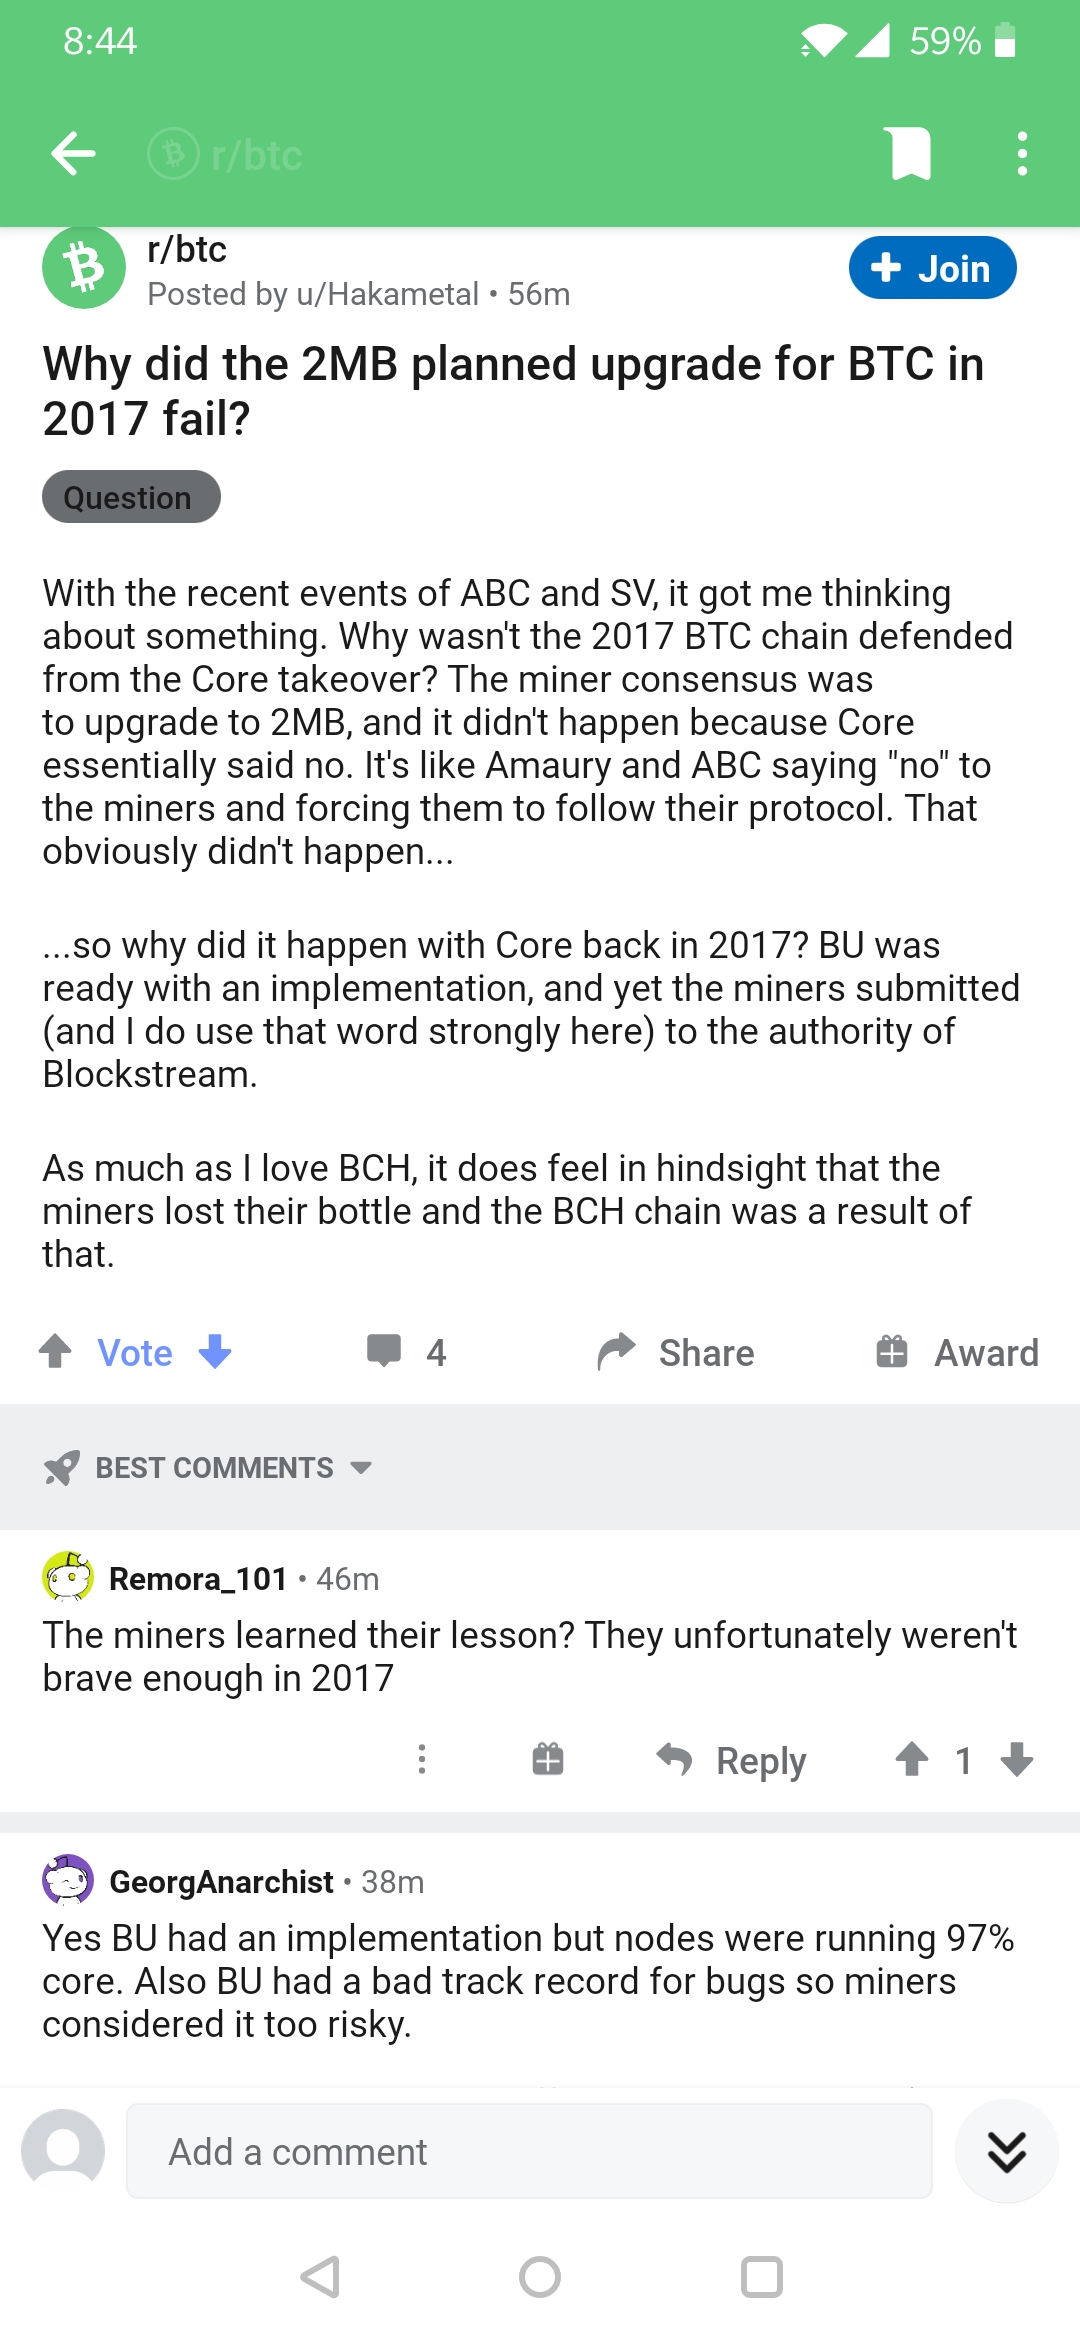 8:44
59%
r/btc
r/btc
Join
Posted by u/Hakametal • 56m
Why did the 2MB planned upgrade for BTC in
2017 fail?
Question
With the recent events of ABC and SV, it got me thinking
about something. Why wasn't the 2017 BTC chain defended
from the Core takeover? The miner consensus was
to upgrade to 2MB, and it didn't happen because Core
essentially said no. It's like Amaury and ABC saying "no" to
the miners and forcing them to follow their protocol. That
obviously didn't happen...
...so why did it happen with Core back in 2017? BU was
ready with an implementation, and yet the miners submitted
(and I do use that word strongly here) to the authority of
Blockstream.
As much as I love BCH, it does feel in hindsight that the
miners lost their bottle and the BCH chain was a result of
that.
Vote 4 Share Award
BEST COMMENTS
Remora_101 • 46m
The miners learned their lesson? They unfortunately weren't
brave enough in 2017
Reply 1
GeorgAnarchist • 38m
Yes BU had an implementation but nodes were running 97%
core. Also BU had a bad track record for bugs so miners
considered it too risky.
Add a comment